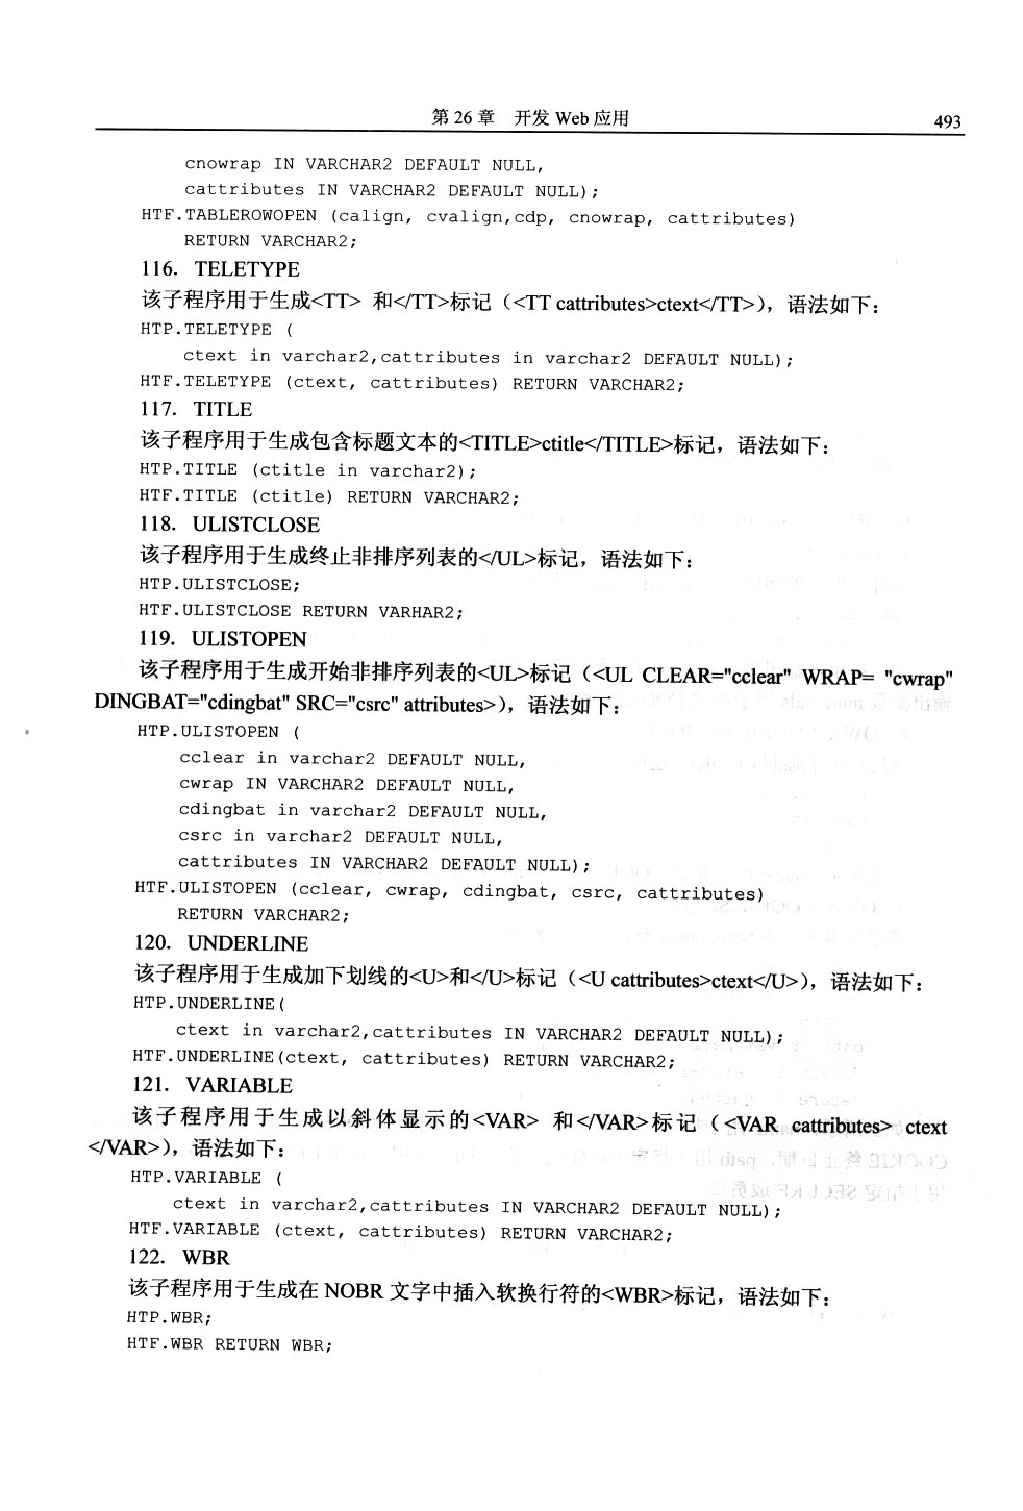 第 26 章 开发 Web 应用 493
cnowrap IN VARCHAR2 DEFAULT NULL,
cattributes IN VARCHAR2 DEFAULT NULL);
HTF.TABLEROWOPEN (calign, cvalign,cdp, cnowrap, cattributes)
RETURN VARCHAR2;
116. TELETYPE
该子程序用于生成<TT> 和</TT>标记（<TT cattributes>ctext</TT>），语法如下：
HTP.TELETYPE (
ctext in varchar2,cattributes in varchar2 DEFAULT NULL);
HTF.TELETYPE (ctext, cattributes) RETURN VARCHAR2;
117. TITLE
该子程序用于生成包含标题文本的<TITLE>ctitle</TITLE>标记，语法如下：
HTP.TITLE (ctitle in varchar2);
HTF.TITLE (ctitle) RETURN VARCHAR2;
118. ULISTCLOSE
该子程序用于生成终止非排序列表的</UL>标记，语法如下：
HTP.ULISTCLOSE;
HTF.ULISTCLOSE RETURN VARHAR2;
119. ULISTOPEN
该子程序用于生成开始非排序列表的<UL>标记（<UL CLEAR="cclear" WRAP= "cwrap"
DINGBAT="cdingbat" SRC="csrc" attributes>），语法如下：
HTP.ULISTOPEN (
cclear in varchar2 DEFAULT NULL,
cwrap IN VARCHAR2 DEFAULT NULL,
cdingbat in varchar2 DEFAULT NULL,
csrc in varchar2 DEFAULT NULL,
cattributes IN VARCHAR2 DEFAULT NULL);
HTF.ULISTOPEN (cclear, cwrap, cdingbat, csrc, cattributes)
RETURN VARCHAR2;
120. UNDERLINE
该子程序用于生成加下划线的<U>和</U>标记（<U cattributes>ctext</U>），语法如下：
HTP.UNDERLINE(
ctext in varchar2,cattributes IN VARCHAR2 DEFAULT NULL);
HTF.UNDERLINE(ctext, cattributes) RETURN VARCHAR2;
121. VARIABLE
该子程序用于生成以斜体显示的<VAR> 和</VAR>标记（<VAR cattributes> ctext
</VAR>），语法如下：
HTP.VARIABLE (
ctext in varchar2,cattributes IN VARCHAR2 DEFAULT NULL);
HTF.VARIABLE (ctext, cattributes) RETURN VARCHAR2;
122. WBR
该子程序用于生成在 NOBR 文字中插入软换行符的<WBR>标记，语法如下：
HTP.WBR;
HTF.WBR RETURN WBR;